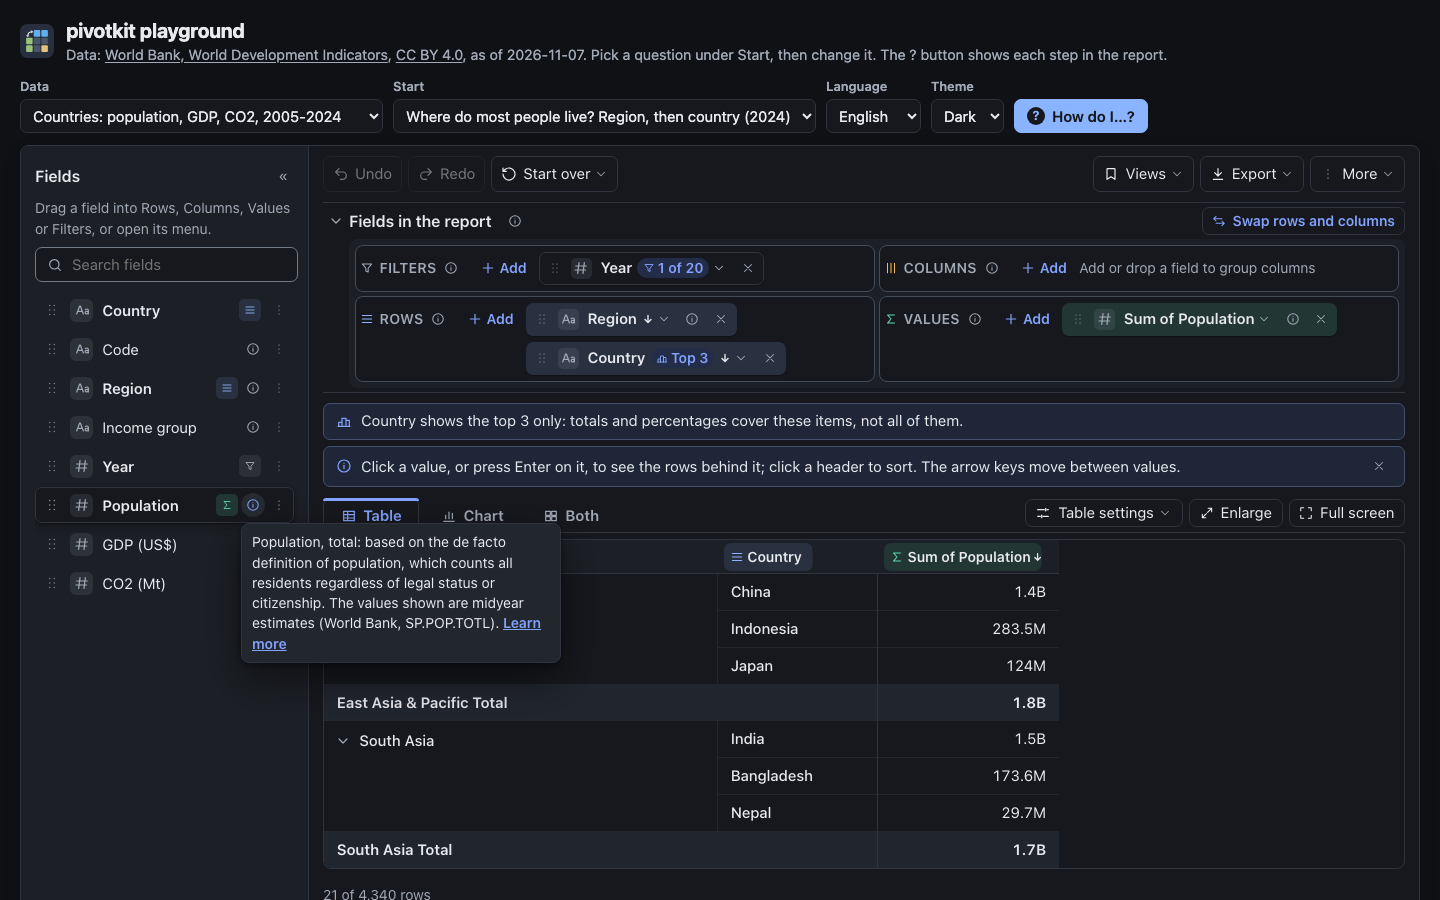 pivotkit playground
Data: World Bank, World Development Indicators, CC BY 4.0, as of 2026-11-07. Pick a question under Start, then change it. The ? button shows each step in the report.
Data
Start
Language
Theme
Countries: population, GDP, CO2, 2005-2024
Where do most people live? Region, then country (2024)
English
Dark
? How do I...?
Fields
«
Drag a field into Rows, Columns, Values
or Filters, or open its menu.
Search fields
Aa Country
Aa Code
Aa Region
Aa Income group
# Year
# Population Σ
# GDP (US$)
# CO2 (Mt)
Undo
Redo
Start over
Views
Export
More
Fields in the report
Swap rows and columns
FILTERS + Add # Year 1 of 20
COLUMNS + Add Add or drop a field to group columns
ROWS + Add Aa Region ↓
Aa Country Top 3 ↓
Σ VALUES + Add # Sum of Population
Country shows the top 3 only: totals and percentages cover these items, not all of them.
Click a value, or press Enter on it, to see the rows behind it; click a header to sort. The arrow keys move between values.
Table
Chart
Both
Table settings
Enlarge
Full screen
Population, total: based on the de facto
definition of population, which counts all
residents regardless of legal status or
citizenship. The values shown are midyear
estimates (World Bank, SP.POP.TOTL). Learn
more
Country
Σ Sum of Population ↓
China 1.4B
Indonesia 283.5M
Japan 124M
East Asia & Pacific Total 1.8B
South Asia
India 1.5B
Bangladesh 173.6M
Nepal 29.7M
South Asia Total 1.7B
21 of 4,340 rows